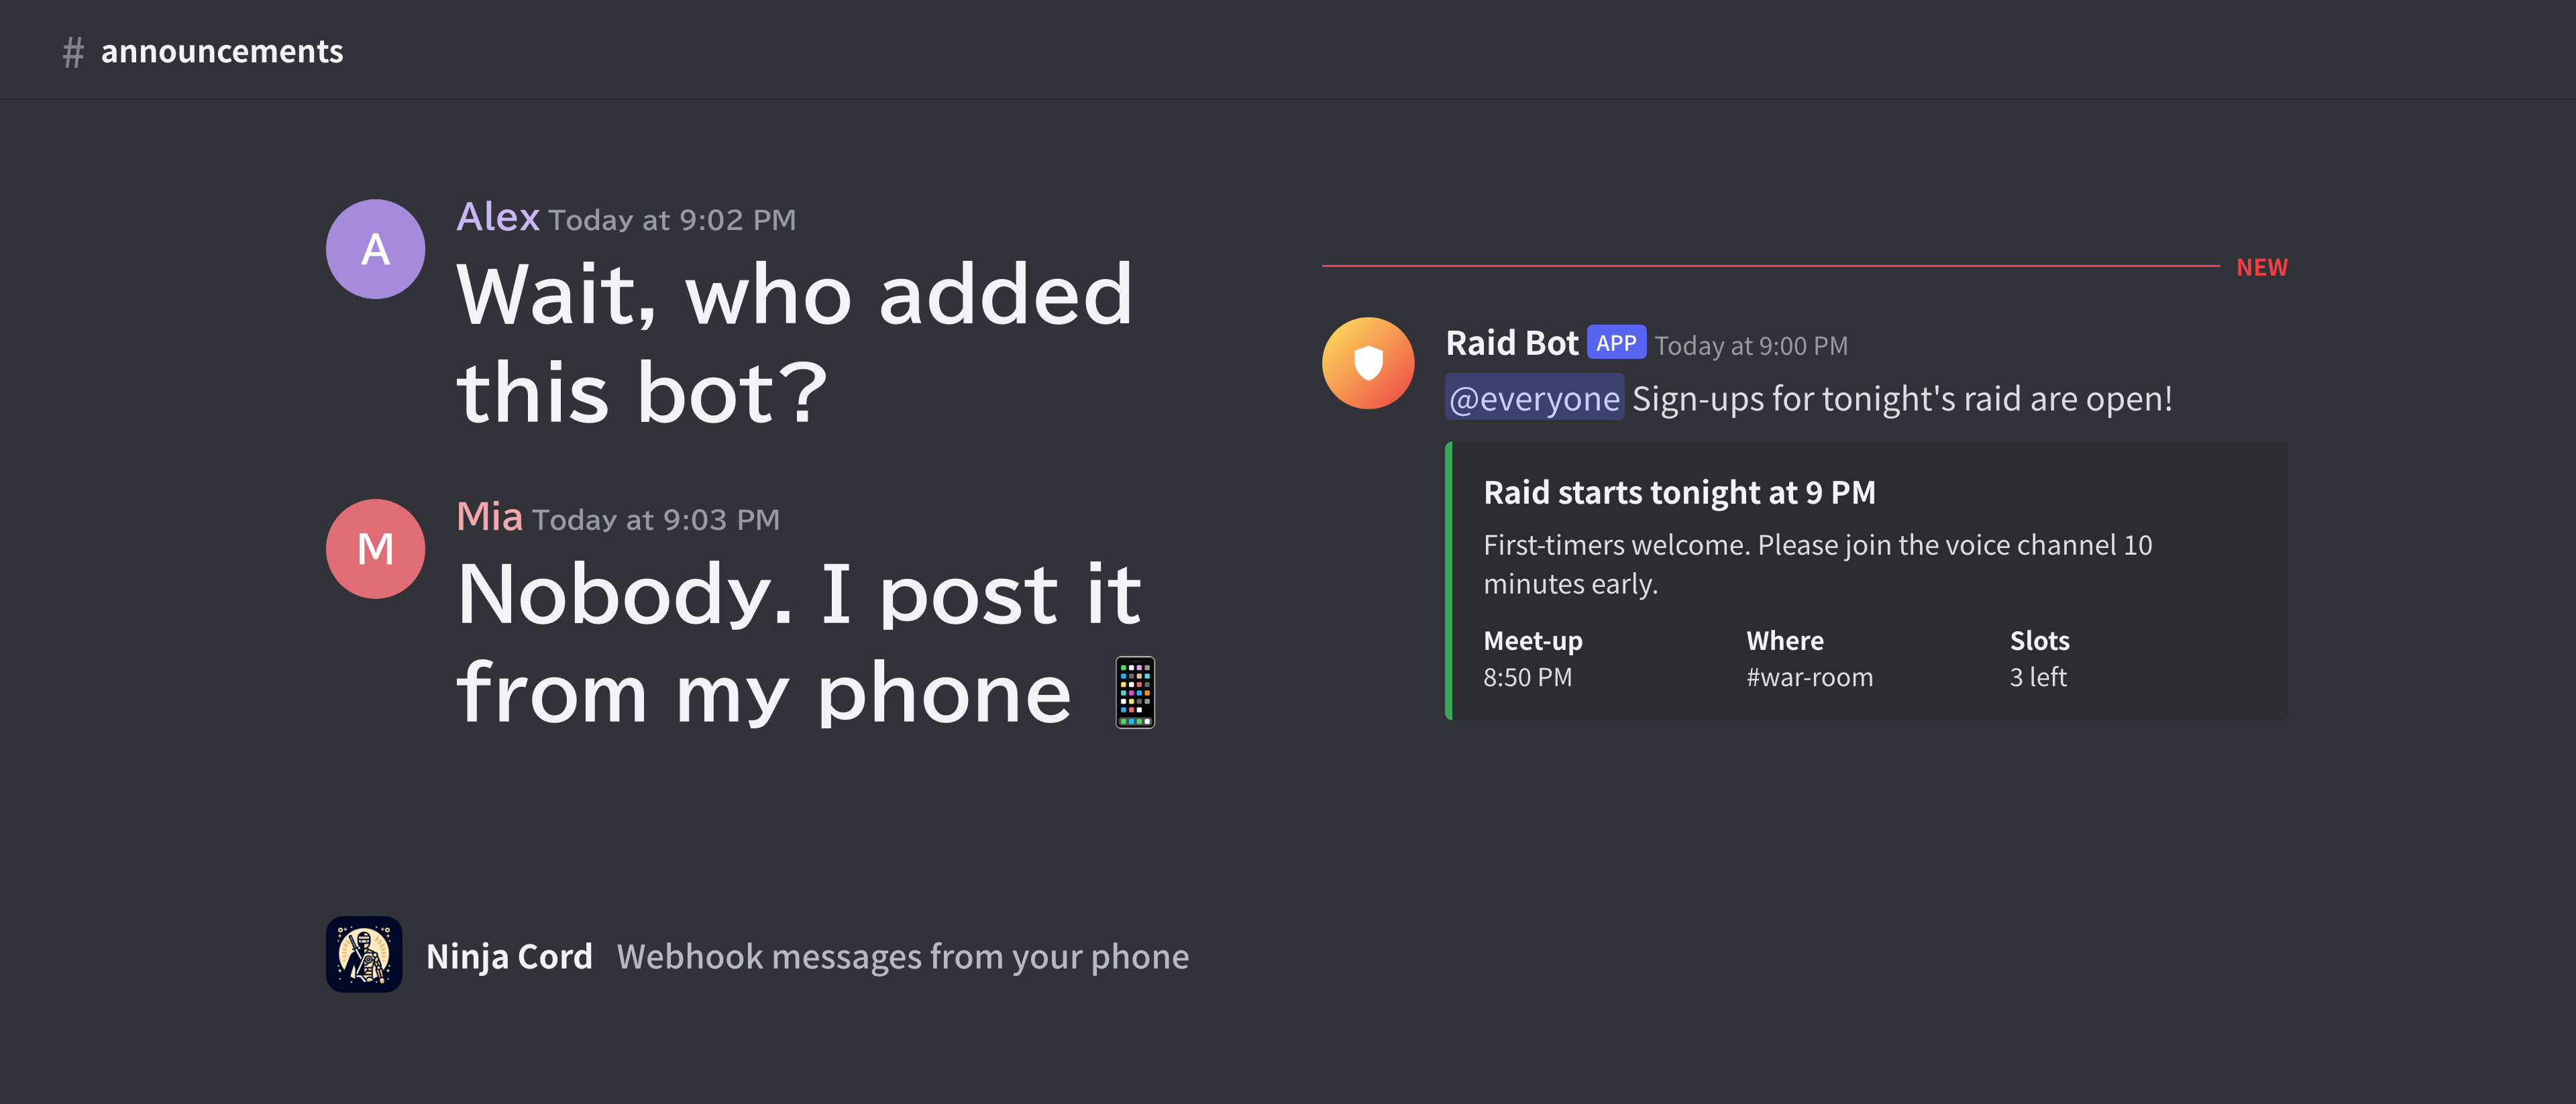 # announcements
A
Alex Today at 9:02 PM
Wait, who added
this bot?
M
Mia Today at 9:03 PM
Nobody. I post it
from my phone 📱
NEW
Raid Bot APP Today at 9:00 PM
@everyone Sign-ups for tonight's raid are open!
Raid starts tonight at 9 PM
First-timers welcome. Please join the voice channel 10
minutes early.
Meet-up Where Slots
8:50 PM #war-room 3 left
Ninja Cord Webhook messages from your phone